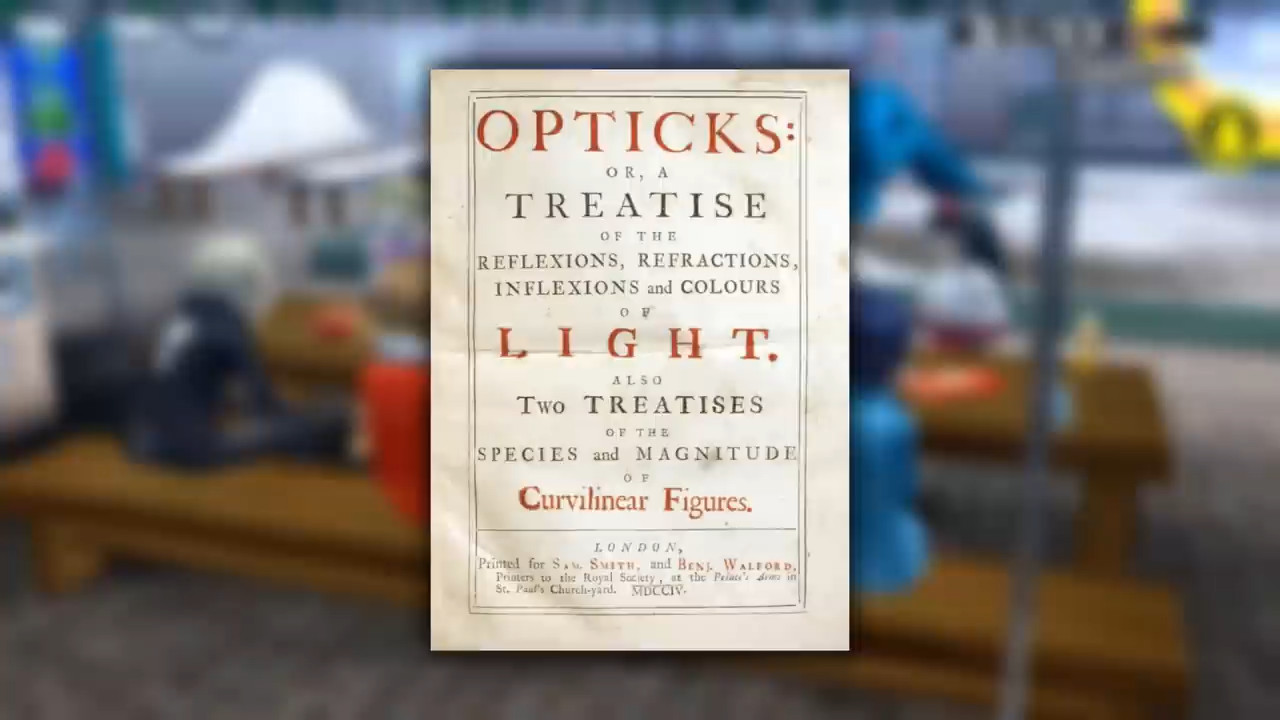 OPTICKS:
OR, A
TREATISE
OF THE
REFLEXIONS, REFRACTIONS,
INFLEXIONS and COLOURS
OF
LIGHT.
ALSO
Two TREATISES
OF THE
SPECIES and MAGNITUDE
OF
Curvilinear Figures.
LONDON,
Printed for SAM. SMITH, and BENJ. WALFORD,
Printers to the Royal Society, at the Prince's Arms in
St. Paul's Church-yard. MDCCIV.